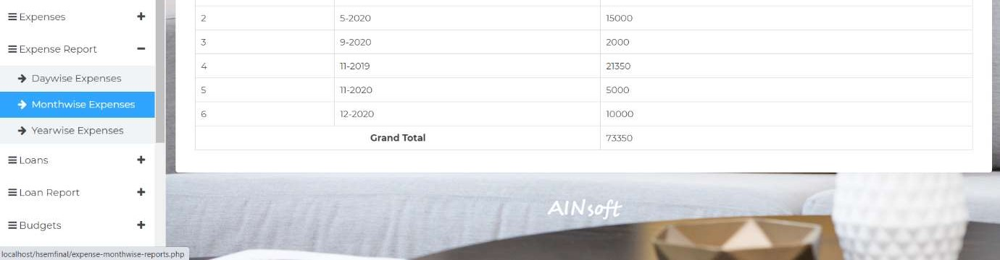 Expenses
Expense Report
Daywise Expenses
Monthwise Expenses
Yearwise Expenses
Loans
Loan Report
Budgets
2 5-2020 15000
3 9-2020 2000
4 11-2019 21350
5 11-2020 5000
6 12-2020 10000
Grand Total 73350
AINsoft
localhost/hsemfinal/expense-monthwise-reports.php